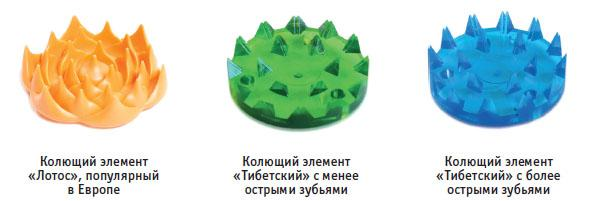 Колющий элемент
«Лотос», популярный
в Европе
Колющий элемент
«Тибетский» с менее
острыми зубьями
Колющий элемент
«Тибетский» с более
острыми зубьями